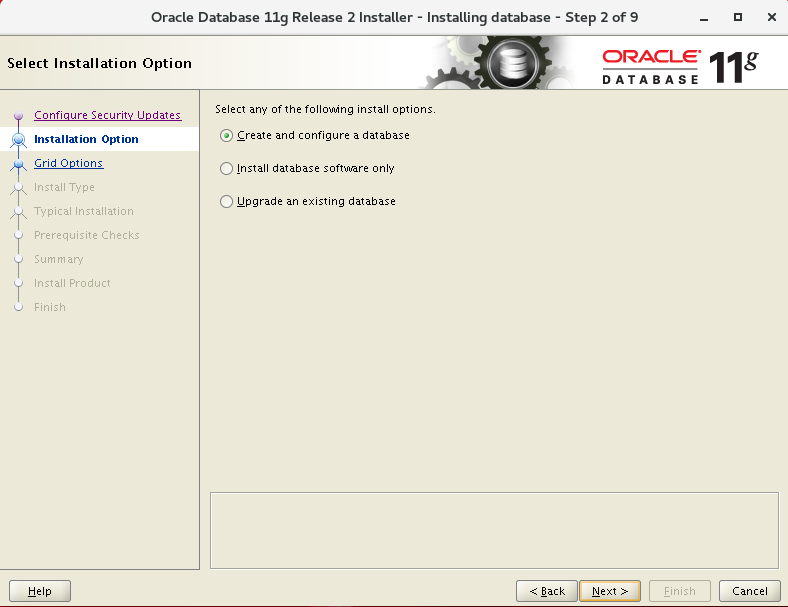 Oracle Database 11g Release 2 Installer - Installing database - Step 2 of 9
Select Installation Option
ORACLE
DATABASE 11g
Configure Security Updates
Installation Option
Grid Options
Install Type
Typical Installation
Prerequisite Checks
Summary
Install Product
Finish
Select any of the following install options.
Create and configure a database
Install database software only
Upgrade an existing database
Help
< Back
Next >
Finish
Cancel